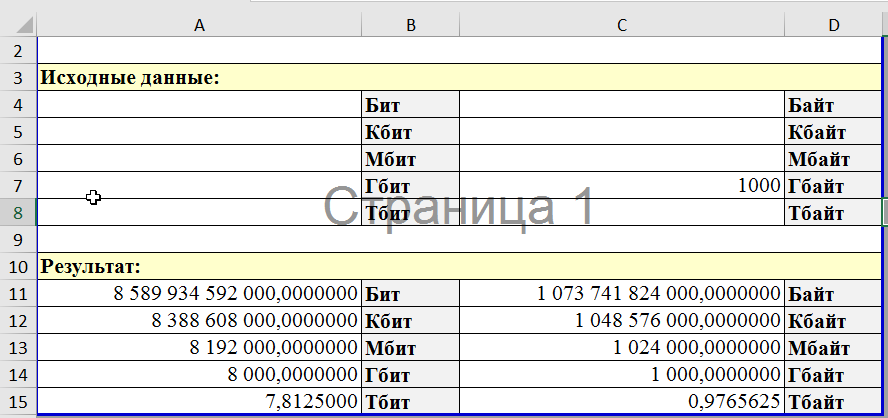 A B C D
2
3 Исходные данные:
4 Бит Байт
5 Кбит Кбайт
6 Мбит Мбайт
7 Гбит 1000 Гбайт
Страница 1
8 Тбит Тбайт
9
10 Результат:
11 8 589 934 592 000,0000000 Бит 1 073 741 824 000,0000000 Байт
12 8 388 608 000,0000000 Кбит 1 048 576 000,0000000 Кбайт
13 8 192 000,0000000 Мбит 1 024 000,0000000 Мбайт
14 8 000,0000000 Гбит 1 000,0000000 Гбайт
15 7,8125000 Тбит 0,9765625 Тбайт